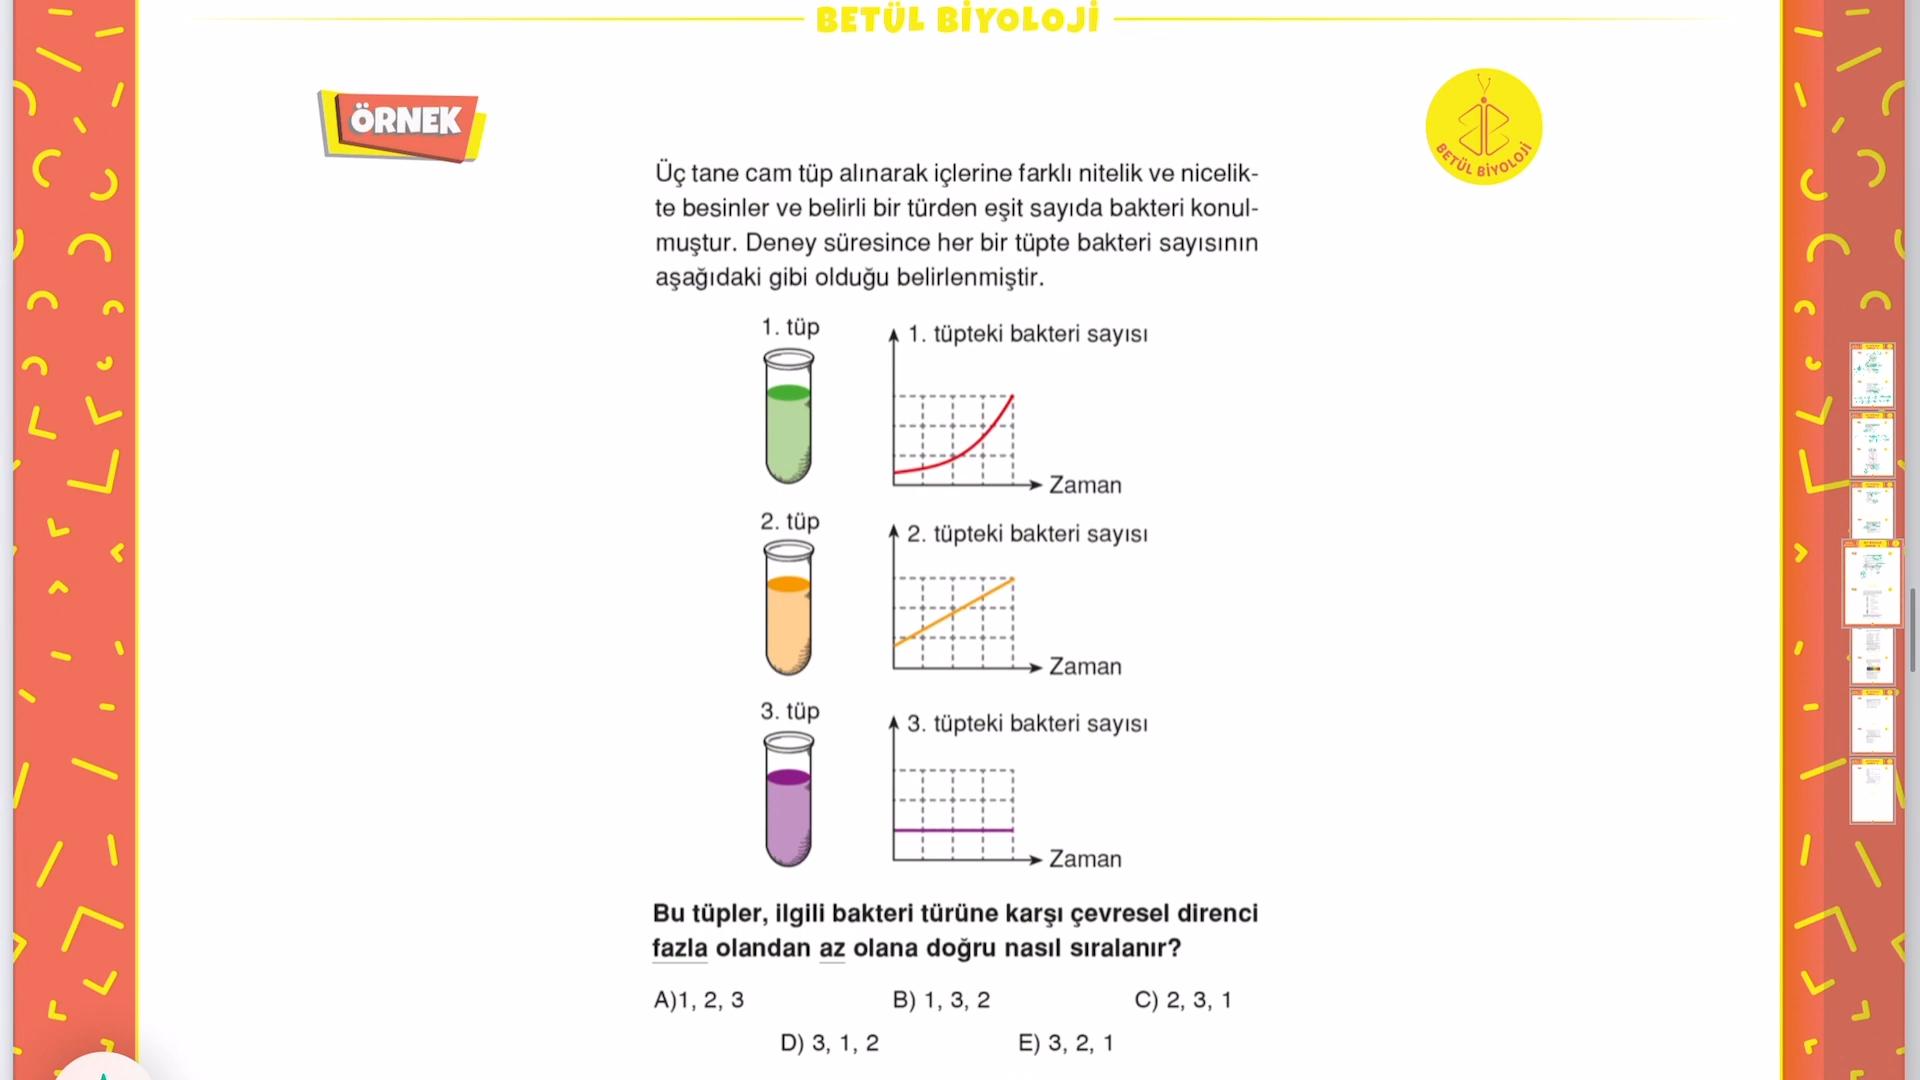 BETÜL BİYOLOJİ
ÖRNEK
BETÜL BİYOLOJİ
Üç tane cam tüp alınarak içlerine farklı nitelik ve nicelik-
te besinler ve belirli bir türden eşit sayıda bakteri konul-
muştur. Deney süresince her bir tüpte bakteri sayısının
aşağıdaki gibi olduğu belirlenmiştir.
1. tüp
1. tüpteki bakteri sayısı
Zaman
2. tüp
2. tüpteki bakteri sayısı
Zaman
3. tüp
3. tüpteki bakteri sayısı
Zaman
Bu tüpler, ilgili bakteri türüne karşı çevresel direnci
fazla olandan az olana doğru nasıl sıralanır?
A)1, 2, 3 B) 1, 3, 2 C) 2, 3, 1
D) 3, 1, 2 E) 3, 2, 1